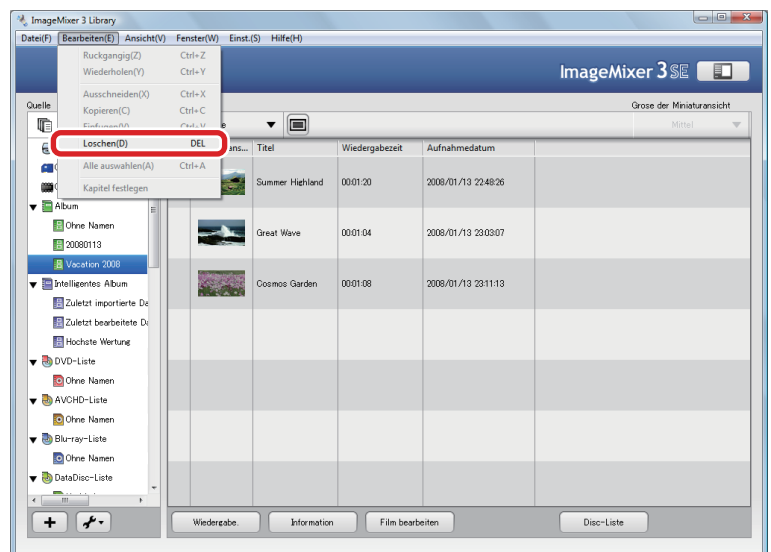 ImageMixer 3 Library
Datei(F) Bearbeiten(E) Ansicht(V) Fenster(W) Einst.(S) Hilfe(H)
Ruckgangig(Z) Ctrl+Z
Wiederholen(Y) Ctrl+Y
Ausschneiden(X) Ctrl+X
Kopieren(C) Ctrl+C
Einfugen(V) Ctrl+V
Loschen(D) DEL
Alle auswahlen(A) Ctrl+A
Kapitel festlegen
ImageMixer 3 SE
Quelle
Grose der Miniaturansicht
Mittel
Titel Wiedergabezeit Aufnahmedatum
Summer Highland 00:01:20 2008/01/13 22:48:26
Great Wave 00:01:04 2008/01/13 23:03:07
Cosmos Garden 00:01:08 2008/01/13 23:11:13
Album
Ohne Namen
20080113
Vacation 2008
Intelligentes Album
Zuletzt importierte Da
Zuletzt bearbeitete Da
Hochste Wertung
DVD-Liste
Ohne Namen
AVCHD-Liste
Ohne Namen
Blu-ray-Liste
Ohne Namen
DataDisc-Liste
Wiedergabe. Information Film bearbeiten Disc-Liste